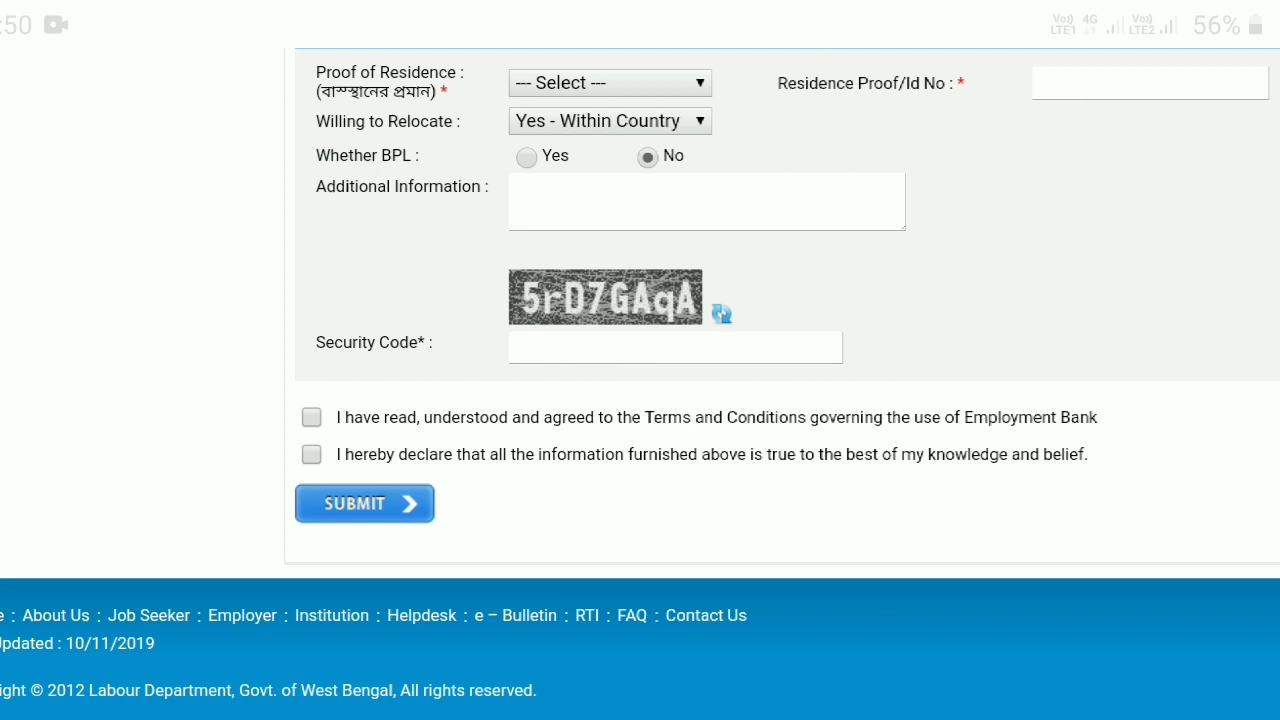 :50 Vo)) LTE1 4G Vo)) LTE2 56%
Proof of Residence : --- Select --- Residence Proof/Id No : *
(বাসস্থানের প্রমান) *
Willing to Relocate : Yes - Within Country
Whether BPL : Yes No
Additional Information :
5rD7GAqA
Security Code* :
I have read, understood and agreed to the Terms and Conditions governing the use of Employment Bank
I hereby declare that all the information furnished above is true to the best of my knowledge and belief.
SUBMIT
e : About Us : Job Seeker : Employer : Institution : Helpdesk : e – Bulletin : RTI : FAQ : Contact Us
Updated : 10/11/2019
ight © 2012 Labour Department, Govt. of West Bengal, All rights reserved.